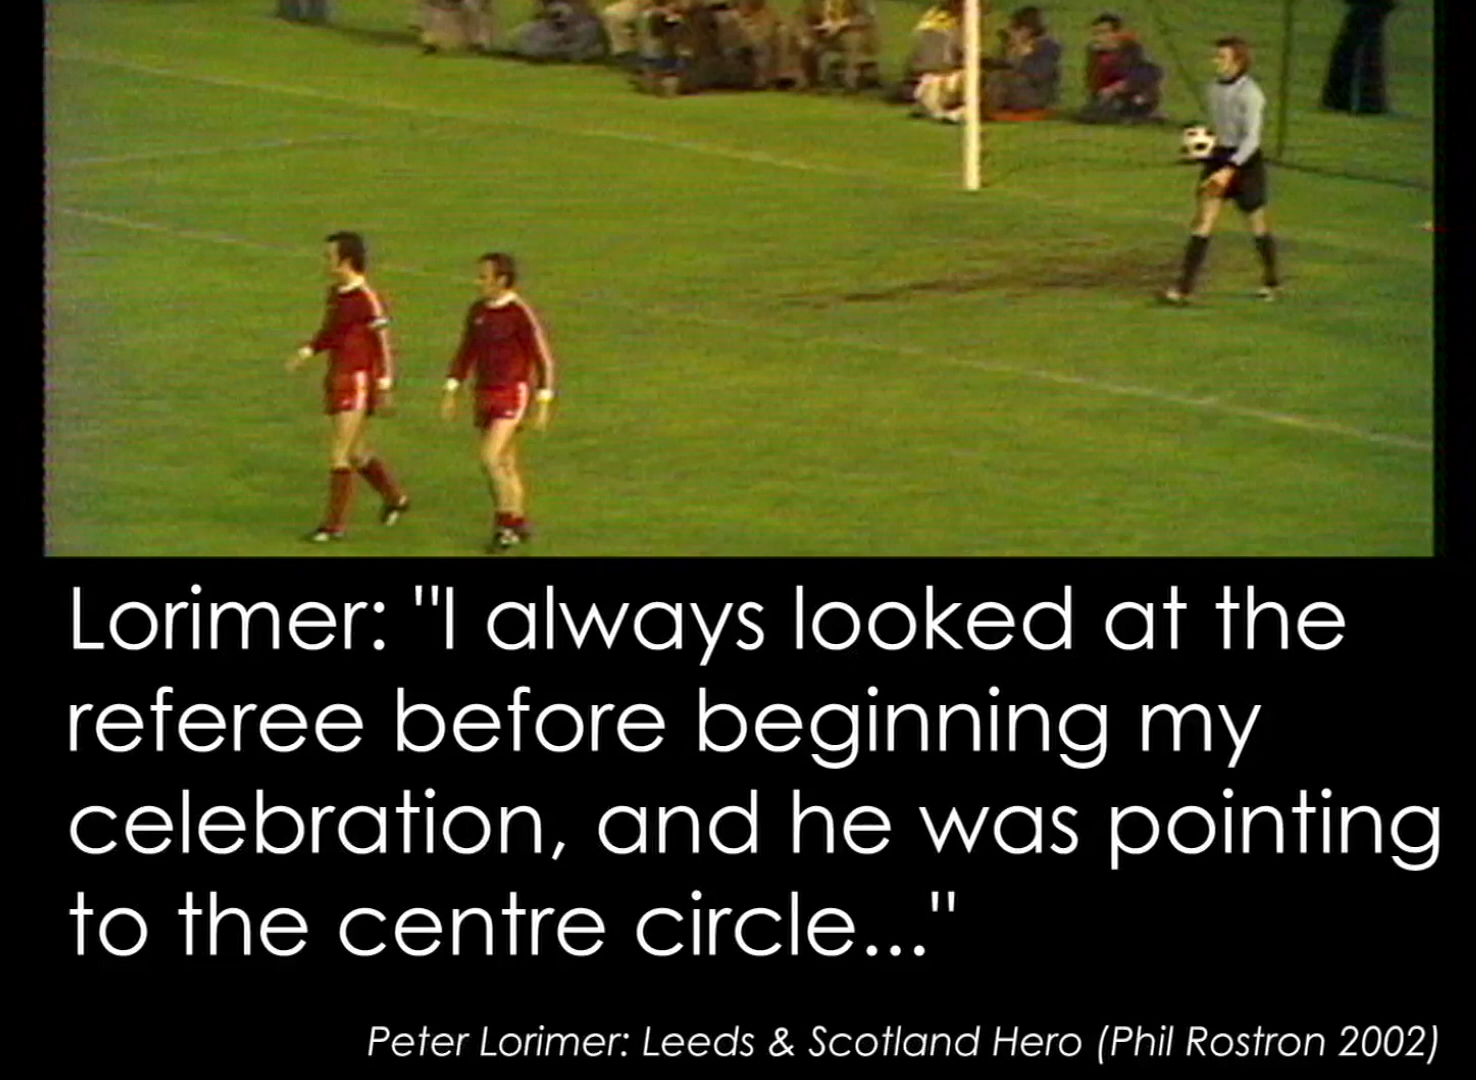 Lorimer: "I always looked at the
referee before beginning my
celebration, and he was pointing
to the centre circle..."
Peter Lorimer: Leeds & Scotland Hero (Phil Rostron 2002)